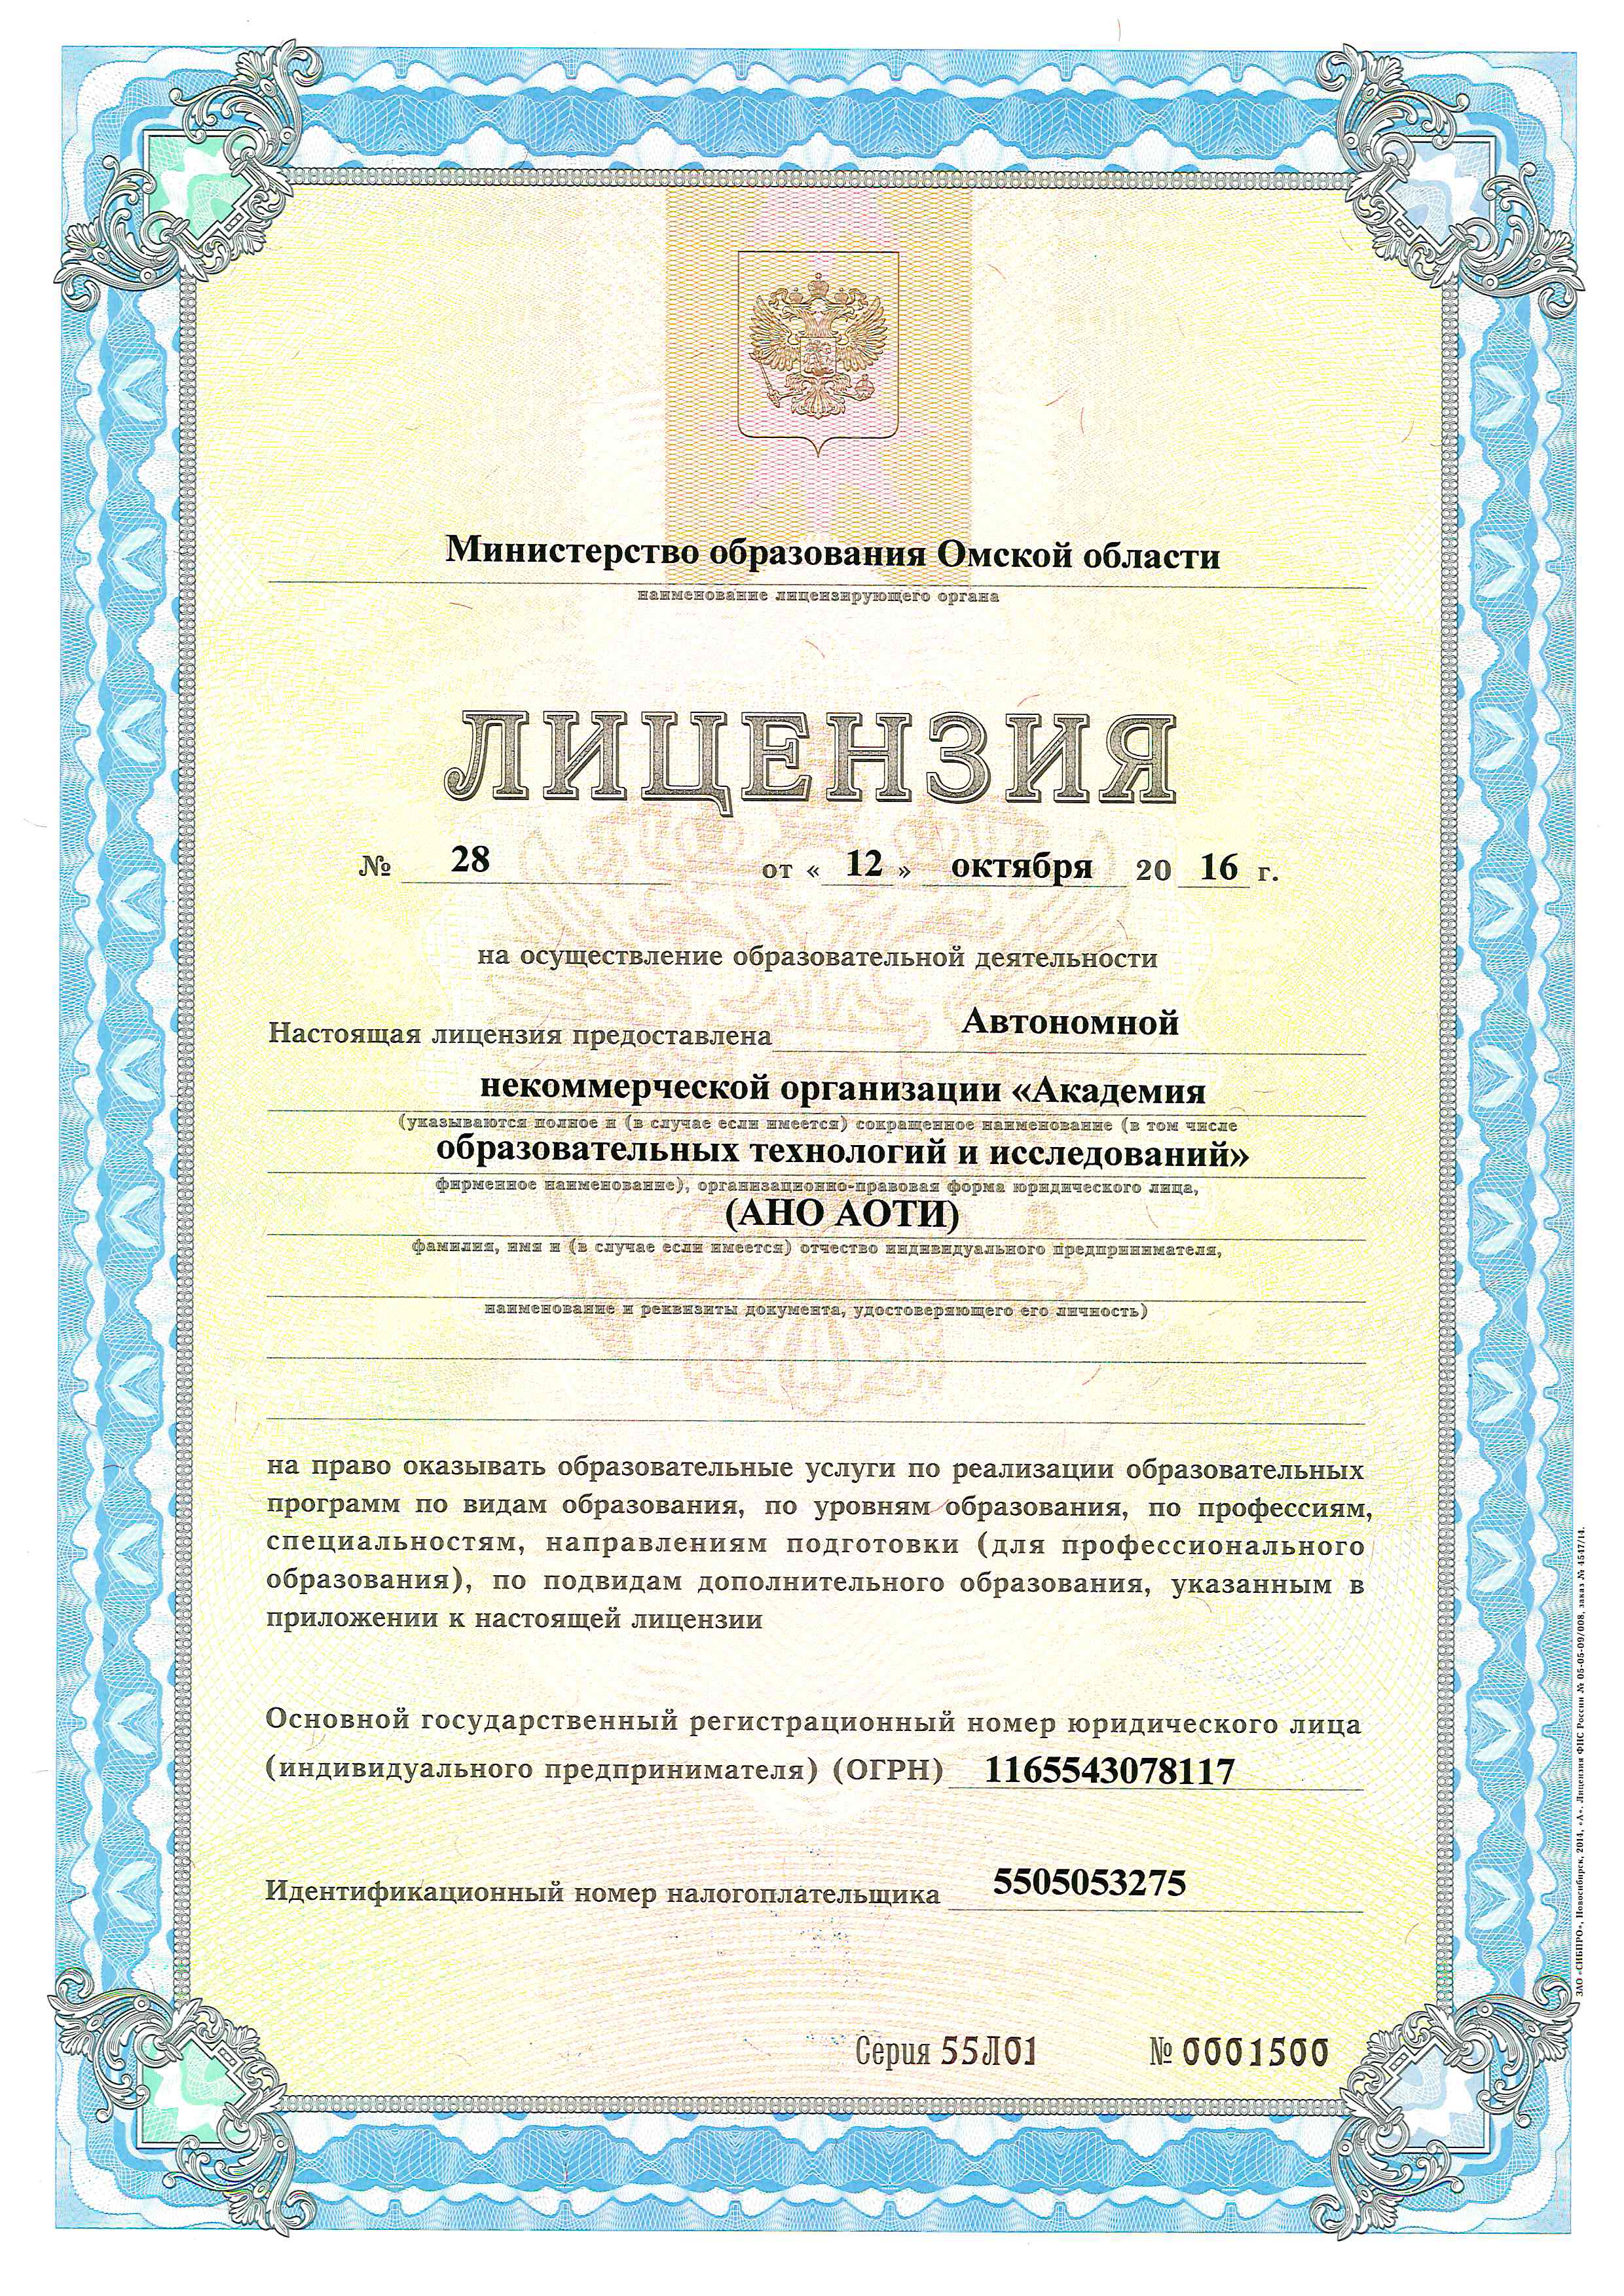 Министерство образования Омской области
наименование лицензирующего органа
ЛИЦЕНЗИЯ
№ 28 от « 12 » октября 20 16 г.
на осуществление образовательной деятельности
Настоящая лицензия предоставлена Автономной
некоммерческой организации «Академия
(указываются полное и (в случае если имеется) сокращенное наименование (в том числе
образовательных технологий и исследований»
фирменное наименование), организационно-правовая форма юридического лица,
(АНО АОТИ)
фамилия, имя и (в случае если имеется) отчество индивидуального предпринимателя,
наименование и реквизиты документа, удостоверяющего его личность)
на право оказывать образовательные услуги по реализации образовательных
программ по видам образования, по уровням образования, по профессиям,
специальностям, направлениям подготовки (для профессионального
образования), по подвидам дополнительного образования, указанным в
приложении к настоящей лицензии
Основной государственный регистрационный номер юридического лица
(индивидуального предпринимателя) (ОГРН) 1165543078117
Идентификационный номер налогоплательщика 5505053275
Серия 55Л01 № 0001500
ЗАО «СИБПРО», Новосибирск, 2014, «А». Лицензия ФНС России № 05-05-09/008, заказ № 4547/14.